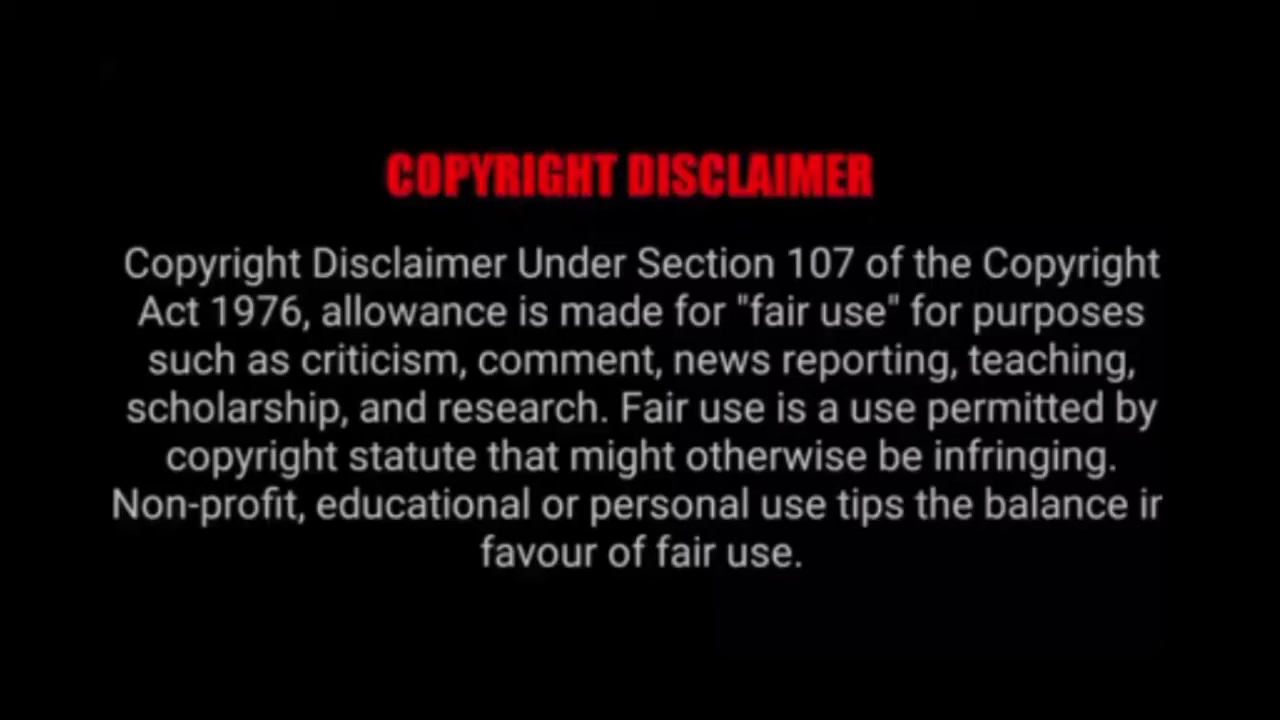 COPYRIGHT DISCLAIMER
Copyright Disclaimer Under Section 107 of the Copyright
Act 1976, allowance is made for "fair use" for purposes
such as criticism, comment, news reporting, teaching,
scholarship, and research. Fair use is a use permitted by
copyright statute that might otherwise be infringing.
Non-profit, educational or personal use tips the balance
favour of fair use.